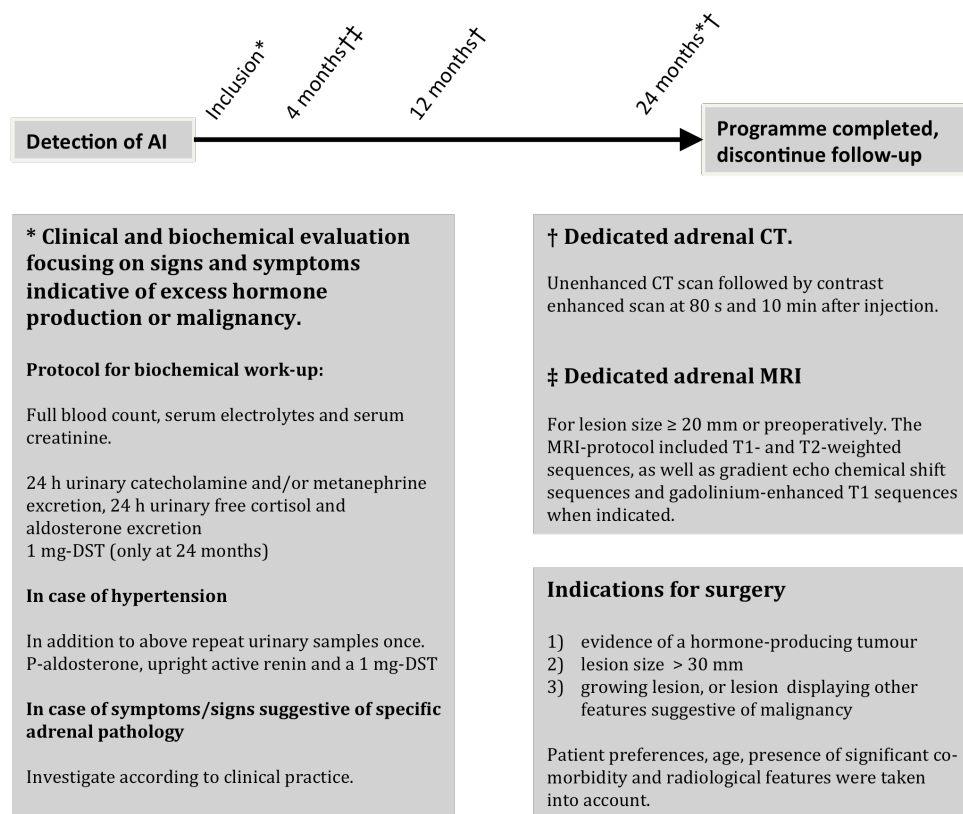 Inclusion*
4 months†‡
12 months†
24 months*†
Detection of AI
Programme completed,
discontinue follow-up
* Clinical and biochemical evaluation
focusing on signs and symptoms
indicative of excess hormone
production or malignancy.
Protocol for biochemical work-up:
Full blood count, serum electrolytes and serum
creatinine.
24 h urinary catecholamine and/or metanephrine
excretion, 24 h urinary free cortisol and
aldosterone excretion
1 mg-DST (only at 24 months)
In case of hypertension
In addition to above repeat urinary samples once.
P-aldosterone, upright active renin and a 1 mg-DST
In case of symptoms/signs suggestive of specific
adrenal pathology
Investigate according to clinical practice.
† Dedicated adrenal CT.
Unenhanced CT scan followed by contrast
enhanced scan at 80 s and 10 min after injection.
‡ Dedicated adrenal MRI
For lesion size ≥ 20 mm or preoperatively. The
MRI-protocol included T1- and T2-weighted
sequences, as well as gradient echo chemical shift
sequences and gadolinium-enhanced T1 sequences
when indicated.
Indications for surgery
1) evidence of a hormone-producing tumour
2) lesion size > 30 mm
3) growing lesion, or lesion displaying other
features suggestive of malignancy
Patient preferences, age, presence of significant co-
morbidity and radiological features were taken
into account.